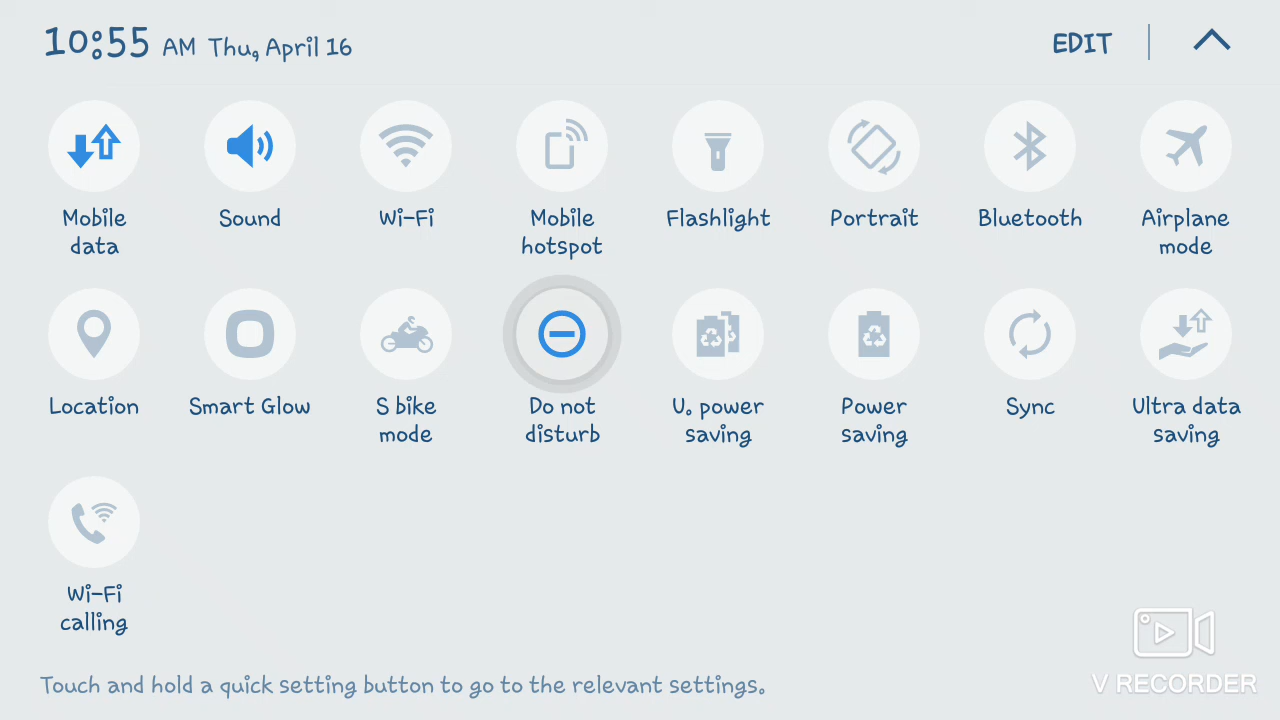 10:55 AM Thu, April 16 EDIT
Mobile data
Sound
Wi-Fi
Mobile hotspot
Flashlight
Portrait
Bluetooth
Airplane mode
Location
Smart Glow
S bike mode
Do not disturb
U. power saving
Power saving
Sync
Ultra data saving
Wi-Fi calling
Touch and hold a quick setting button to go to the relevant settings.
V RECORDER